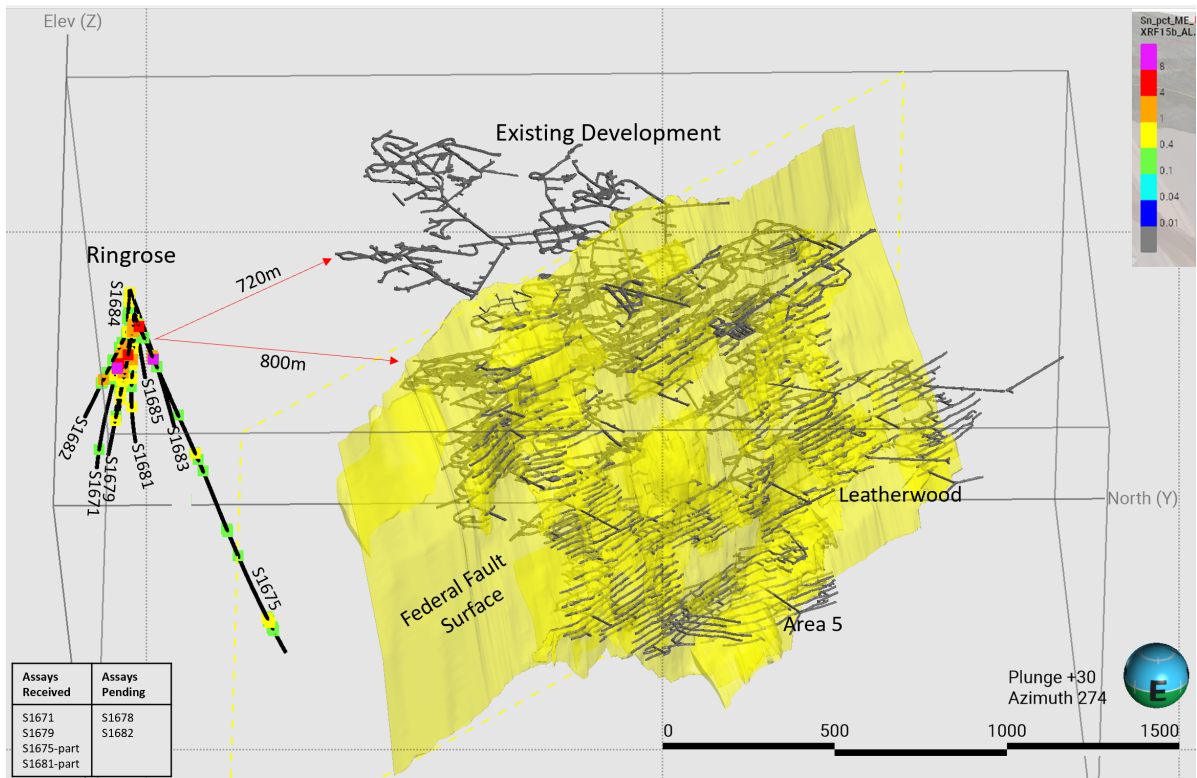 Elev (Z)
Sn_pct_ME_
XRF15b_AL.
8
4
1
0.4
0.1
0.04
0.01
Existing Development
Ringrose
720m
800m
S1684
S1685
S1683
S1682
S1681
S1679
S1671
S1675
Leatherwood
North (Y)
Federal Fault
Surface
Area 5
Assays Received
Assays Pending
S1671 S1678
S1679 S1682
S1675-part
S1681-part
Plunge +30
Azimuth 274
E
0 500 1000 1500